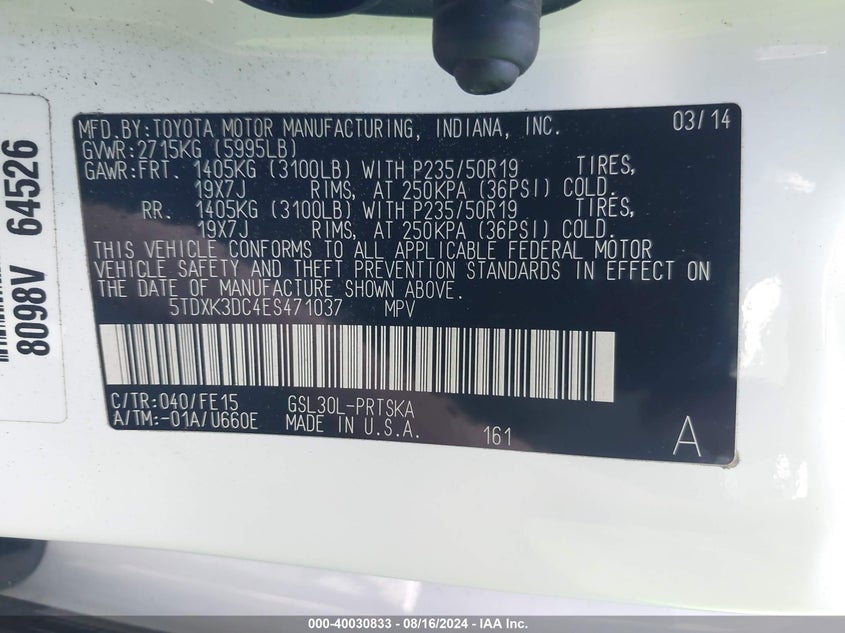 MFD.BY:TOYOTA MOTOR MANUFACTURING, INDIANA, INC. 03/14
GVWR:2715KG (5995LB)
GAWR:FRT. 1405KG (3100LB) WITH P235/50R19 TIRES,
19X7J RIMS, AT 250KPA (36PSI) COLD.
RR. 1405KG (3100LB) WITH P235/50R19 TIRES,
19X7J RIMS, AT 250KPA (36PSI) COLD.
THIS VEHICLE CONFORMS TO ALL APPLICABLE FEDERAL MOTOR
VEHICLE SAFETY AND THEFT PREVENTION STANDARDS IN EFFECT ON
THE DATE OF MANUFACTURE SHOWN ABOVE.
5TDXK3DC4ES471037 MPV
C/TR:040/FE15 GSL30L-PRTSKA
A/TM:-01A/U660E MADE IN U.S.A. 161 A
8098V 64526
000-40030833 - 08/16/2024 - IAA Inc.